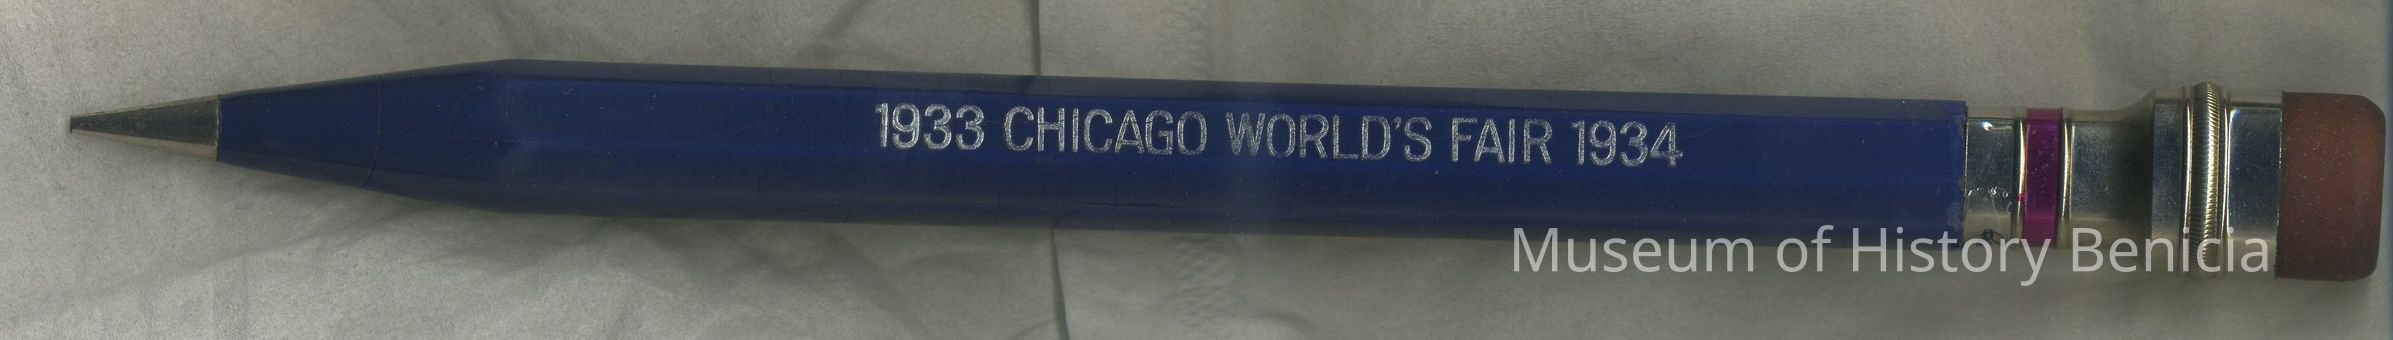 1933 CHICAGO WORLD'S FAIR 1934
Museum of History Benicia